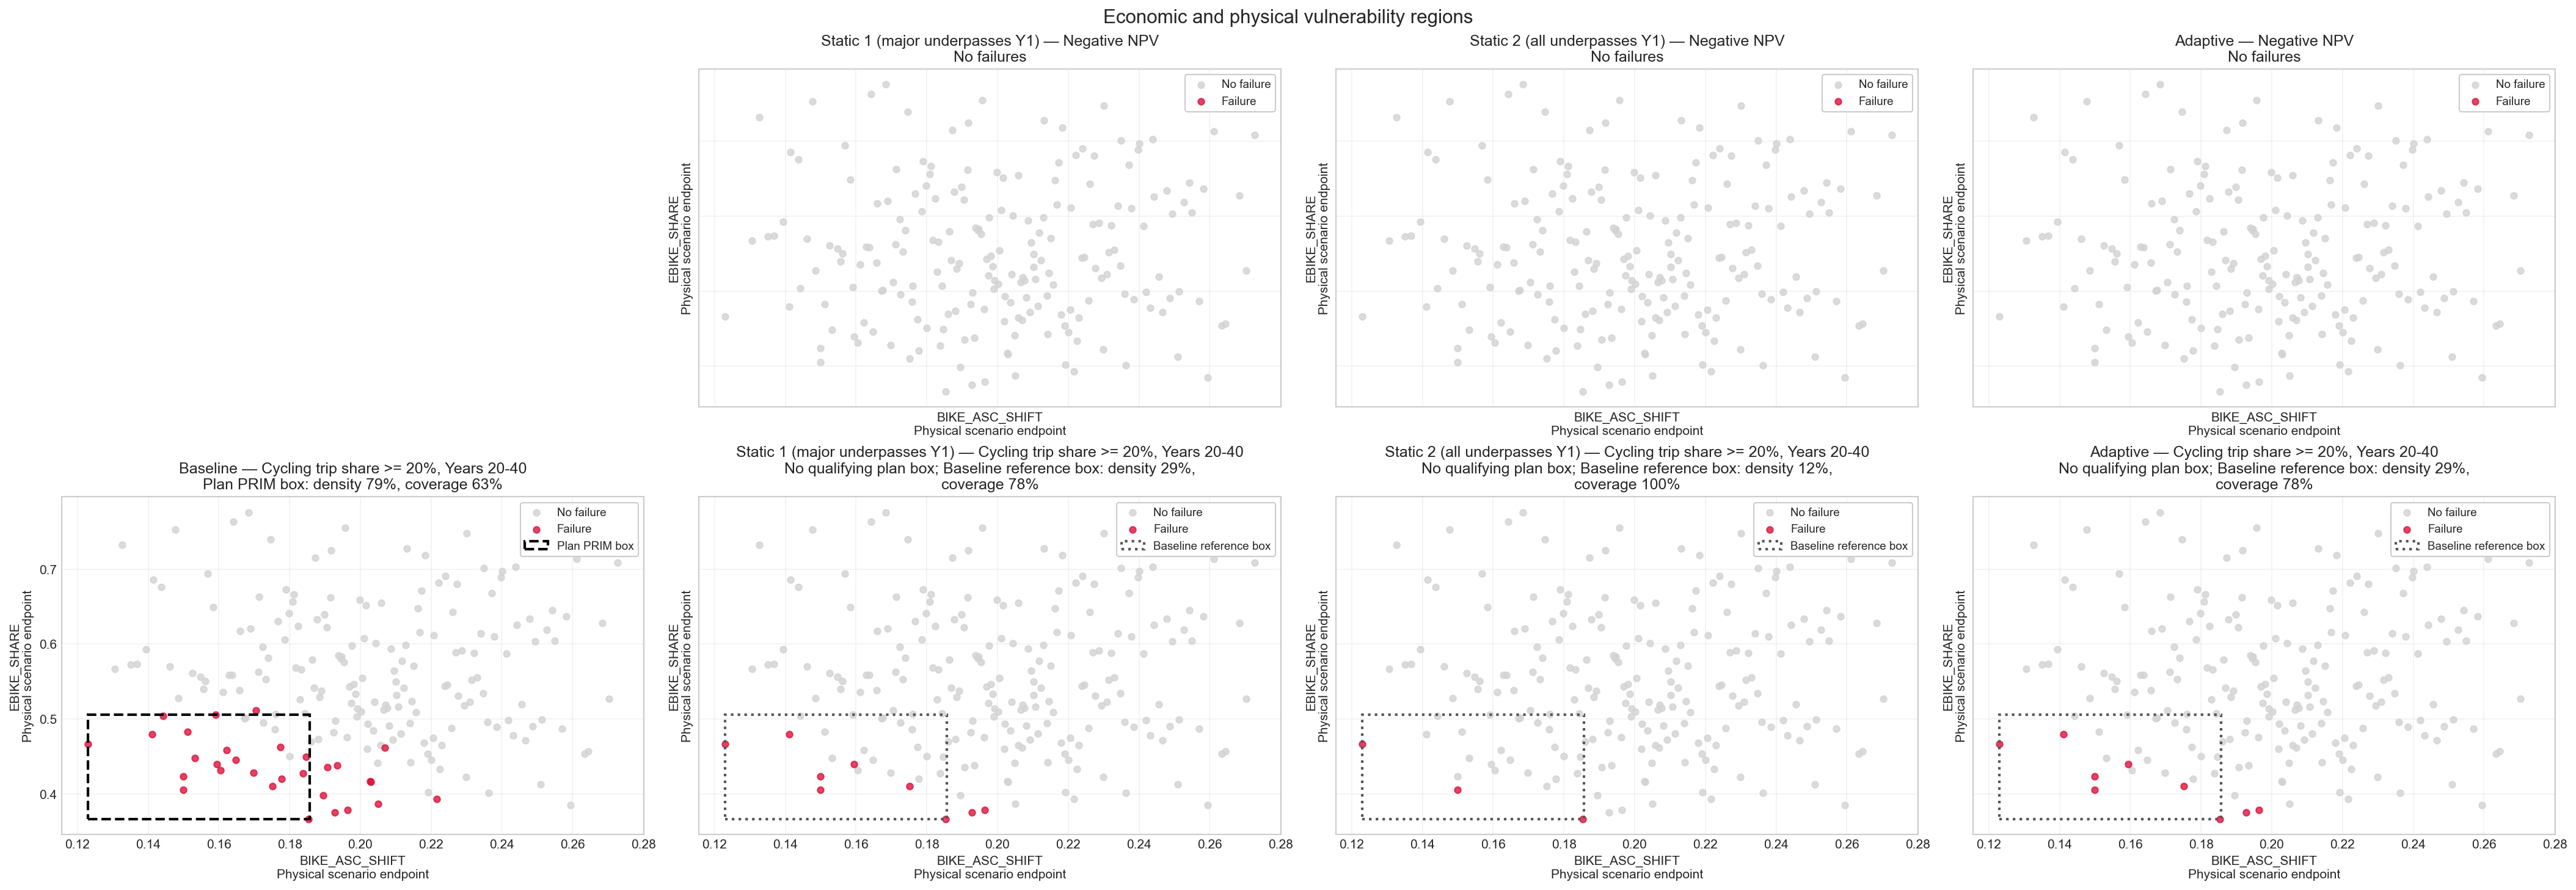 Economic and physical vulnerability regions
Static 1 (major underpasses Y1) — Negative NPV
No failures
No failure
Failure
EBIKE_SHARE
Physical scenario endpoint
BIKE_ASC_SHIFT
Physical scenario endpoint
Static 2 (all underpasses Y1) — Negative NPV
No failures
No failure
Failure
EBIKE_SHARE
Physical scenario endpoint
BIKE_ASC_SHIFT
Physical scenario endpoint
Adaptive — Negative NPV
No failures
No failure
Failure
EBIKE_SHARE
Physical scenario endpoint
BIKE_ASC_SHIFT
Physical scenario endpoint
Baseline — Cycling trip share >= 20%, Years 20-40
Plan PRIM box: density 79%, coverage 63%
No failure
Failure
Plan PRIM box
EBIKE_SHARE
Physical scenario endpoint
0.7
0.6
0.5
0.4
0.12 0.14 0.16 0.18 0.20 0.22 0.24 0.26 0.28
BIKE_ASC_SHIFT
Physical scenario endpoint
Static 1 (major underpasses Y1) — Cycling trip share >= 20%, Years 20-40
No qualifying plan box; Baseline reference box: density 29%,
coverage 78%
No failure
Failure
Baseline reference box
EBIKE_SHARE
Physical scenario endpoint
0.12 0.14 0.16 0.18 0.20 0.22 0.24 0.26 0.28
BIKE_ASC_SHIFT
Physical scenario endpoint
Static 2 (all underpasses Y1) — Cycling trip share >= 20%, Years 20-40
No qualifying plan box; Baseline reference box: density 12%,
coverage 100%
No failure
Failure
Baseline reference box
EBIKE_SHARE
Physical scenario endpoint
0.12 0.14 0.16 0.18 0.20 0.22 0.24 0.26 0.28
BIKE_ASC_SHIFT
Physical scenario endpoint
Adaptive — Cycling trip share >= 20%, Years 20-40
No qualifying plan box; Baseline reference box: density 29%,
coverage 78%
No failure
Failure
Baseline reference box
EBIKE_SHARE
Physical scenario endpoint
0.12 0.14 0.16 0.18 0.20 0.22 0.24 0.26 0.28
BIKE_ASC_SHIFT
Physical scenario endpoint